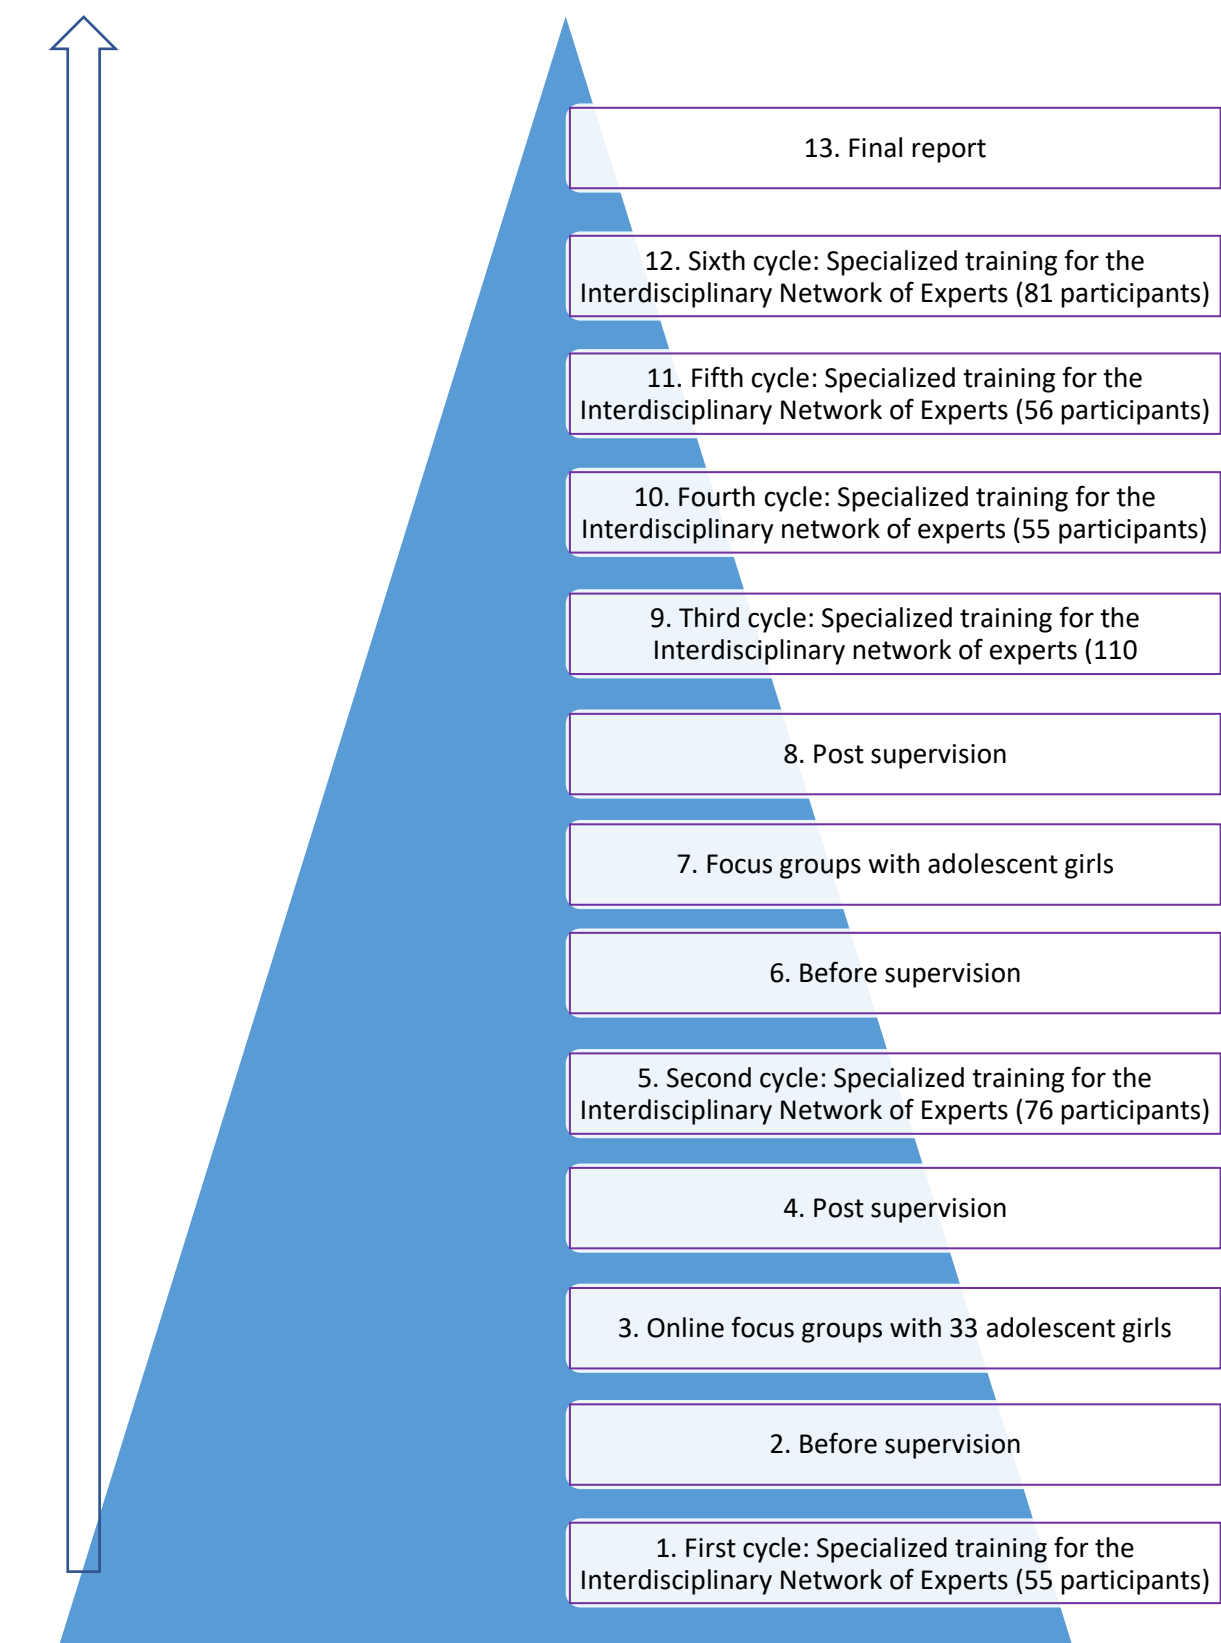 13. Final report
12. Sixth cycle: Specialized training for the
Interdisciplinary Network of Experts (81 participants)
11. Fifth cycle: Specialized training for the
Interdisciplinary Network of Experts (56 participants)
10. Fourth cycle: Specialized training for the
Interdisciplinary network of experts (55 participants)
9. Third cycle: Specialized training for the
Interdisciplinary network of experts (110
8. Post supervision
7. Focus groups with adolescent girls
6. Before supervision
5. Second cycle: Specialized training for the
Interdisciplinary Network of Experts (76 participants)
4. Post supervision
3. Online focus groups with 33 adolescent girls
2. Before supervision
1. First cycle: Specialized training for the
Interdisciplinary Network of Experts (55 participants)